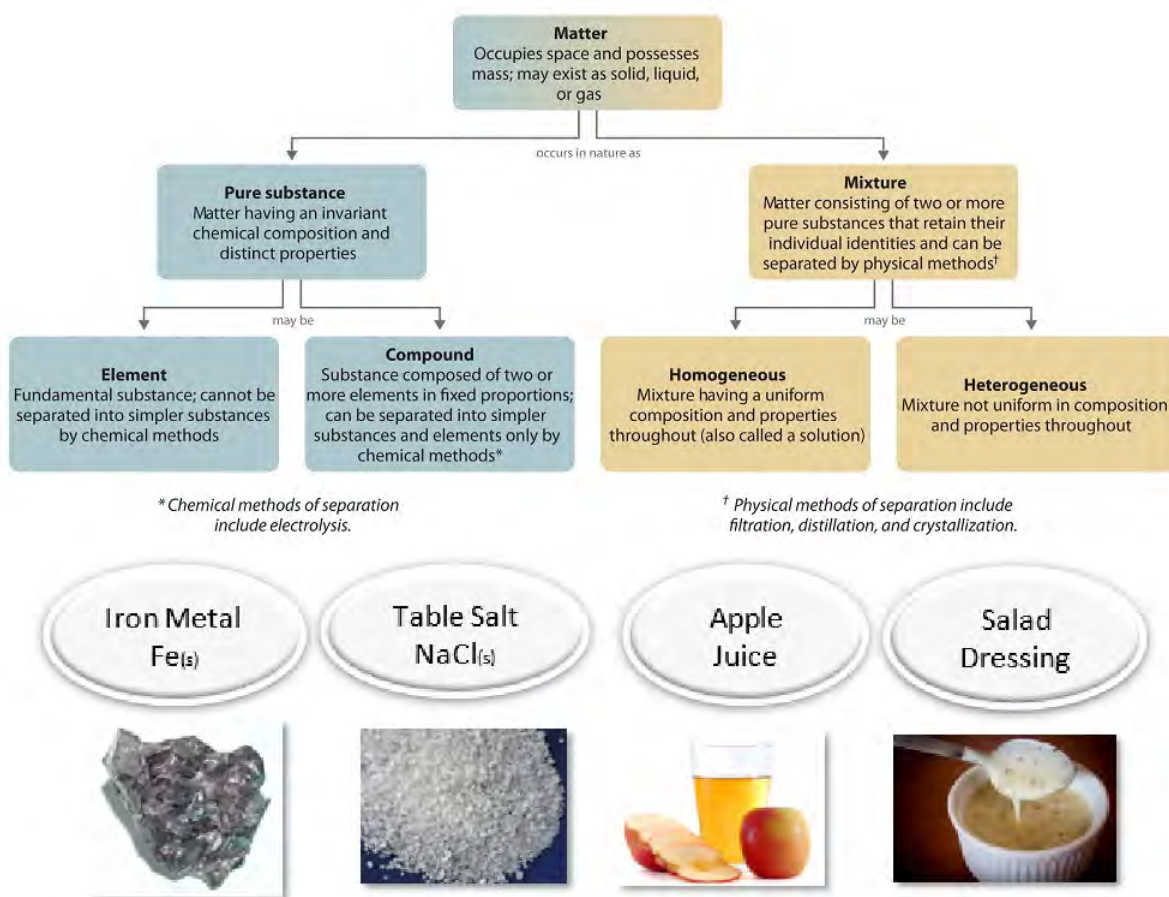 Matter
Occupies space and possesses
mass; may exist as solid, liquid,
or gas
occurs in nature as
Pure substance
Matter having an invariant
chemical composition and
distinct properties
Mixture
Matter consisting of two or more
pure substances that retain their
individual identities and can be
separated by physical methods†
may be
may be
Element
Fundamental substance; cannot be
separated into simpler substances
by chemical methods
Compound
Substance composed of two or
more elements in fixed proportions;
can be separated into simpler
substances and elements only by
chemical methods*
Homogeneous
Mixture having a uniform
composition and properties
throughout (also called a solution)
Heterogeneous
Mixture not uniform in composition
and properties throughout
* Chemical methods of separation
include electrolysis.
† Physical methods of separation include
filtration, distillation, and crystallization.
Iron Metal
Fe(s)
Table Salt
NaCl(s)
Apple
Juice
Salad
Dressing